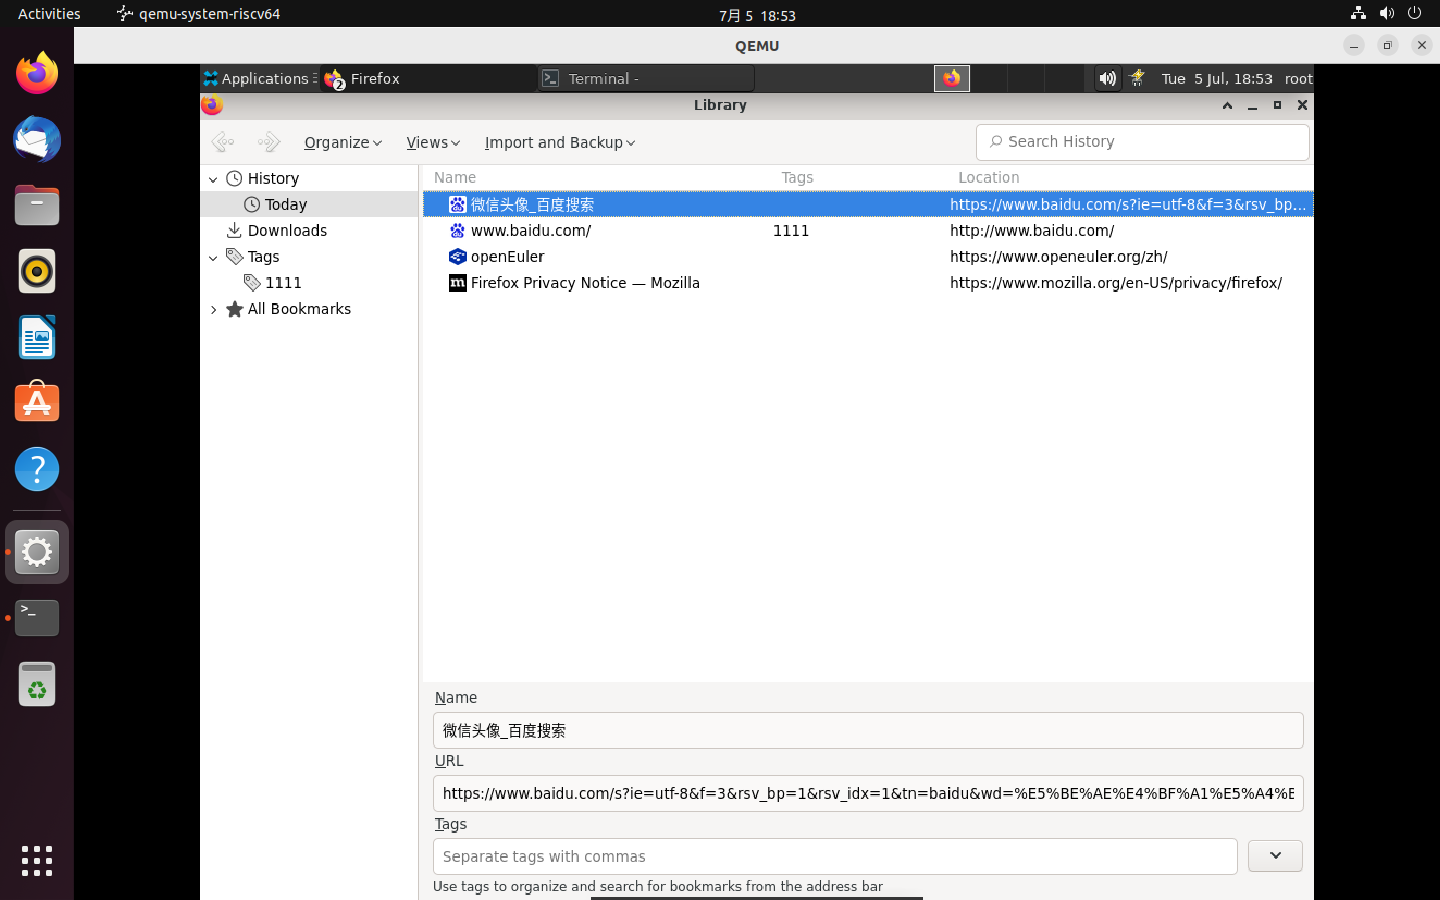 Activities qemu-system-riscv64 7月 5 18:53
QEMU
Applications 2 Firefox Terminal - Tue 5 Jul, 18:53 root
Library
Organize Views Import and Backup Search History
Name Tags Location
History
Today
Downloads
Tags
1111
All Bookmarks
微信头像_百度搜索 https://www.baidu.com/s?ie=utf-8&f=3&rsv_bp...
www.baidu.com/ 1111 http://www.baidu.com/
openEuler https://www.openeuler.org/zh/
Firefox Privacy Notice — Mozilla https://www.mozilla.org/en-US/privacy/firefox/
Name
微信头像_百度搜索
URL
https://www.baidu.com/s?ie=utf-8&f=3&rsv_bp=1&rsv_idx=1&tn=baidu&wd=%E5%BE%AE%E4%BF%A1%E5%A4%E
Tags
Separate tags with commas
Use tags to organize and search for bookmarks from the address bar